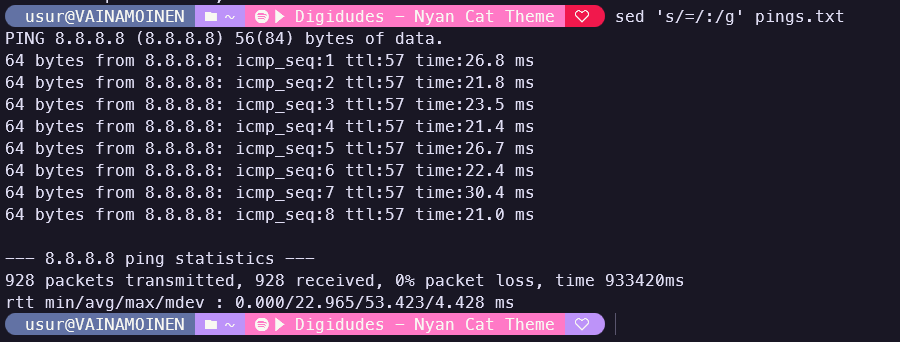 usur@VAINAMOINEN ~ Digidudes – Nyan Cat Theme sed 's/=/:/g' pings.txt
PING 8.8.8.8 (8.8.8.8) 56(84) bytes of data.
64 bytes from 8.8.8.8: icmp_seq:1 ttl:57 time:26.8 ms
64 bytes from 8.8.8.8: icmp_seq:2 ttl:57 time:21.8 ms
64 bytes from 8.8.8.8: icmp_seq:3 ttl:57 time:23.5 ms
64 bytes from 8.8.8.8: icmp_seq:4 ttl:57 time:21.4 ms
64 bytes from 8.8.8.8: icmp_seq:5 ttl:57 time:26.7 ms
64 bytes from 8.8.8.8: icmp_seq:6 ttl:57 time:22.4 ms
64 bytes from 8.8.8.8: icmp_seq:7 ttl:57 time:30.4 ms
64 bytes from 8.8.8.8: icmp_seq:8 ttl:57 time:21.0 ms
--- 8.8.8.8 ping statistics ---
928 packets transmitted, 928 received, 0% packet loss, time 933420ms
rtt min/avg/max/mdev : 0.000/22.965/53.423/4.428 ms
usur@VAINAMOINEN ~ Digidudes – Nyan Cat Theme